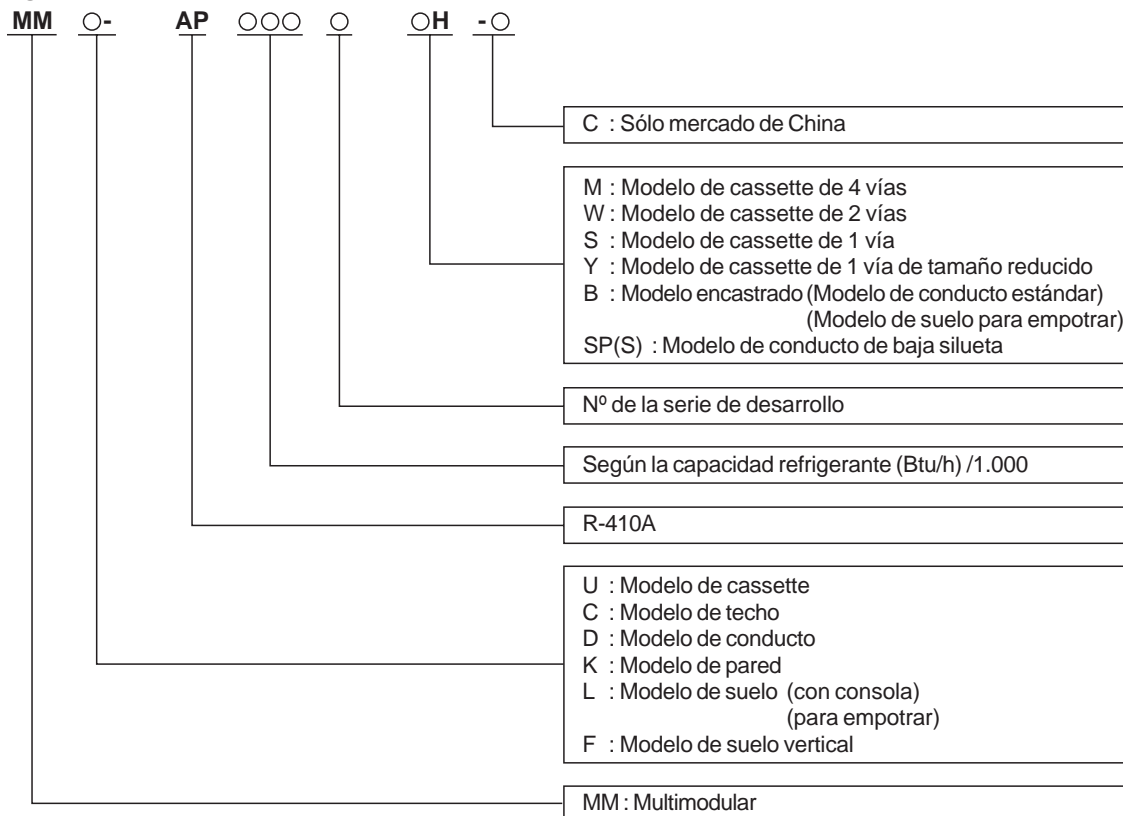 MM ○- AP ○○○ ○ ○H -○
C : Sólo mercado de China
M : Modelo de cassette de 4 vías
W : Modelo de cassette de 2 vías
S : Modelo de cassette de 1 vía
Y : Modelo de cassette de 1 vía de tamaño reducido
B : Modelo encastrado (Modelo de conducto estándar)
(Modelo de suelo para empotrar)
SP(S) : Modelo de conducto de baja silueta
Nº de la serie de desarrollo
Según la capacidad refrigerante (Btu/h) /1.000
R-410A
U : Modelo de cassette
C : Modelo de techo
D : Modelo de conducto
K : Modelo de pared
L : Modelo de suelo (con consola)
(para empotrar)
F : Modelo de suelo vertical
MM : Multimodular